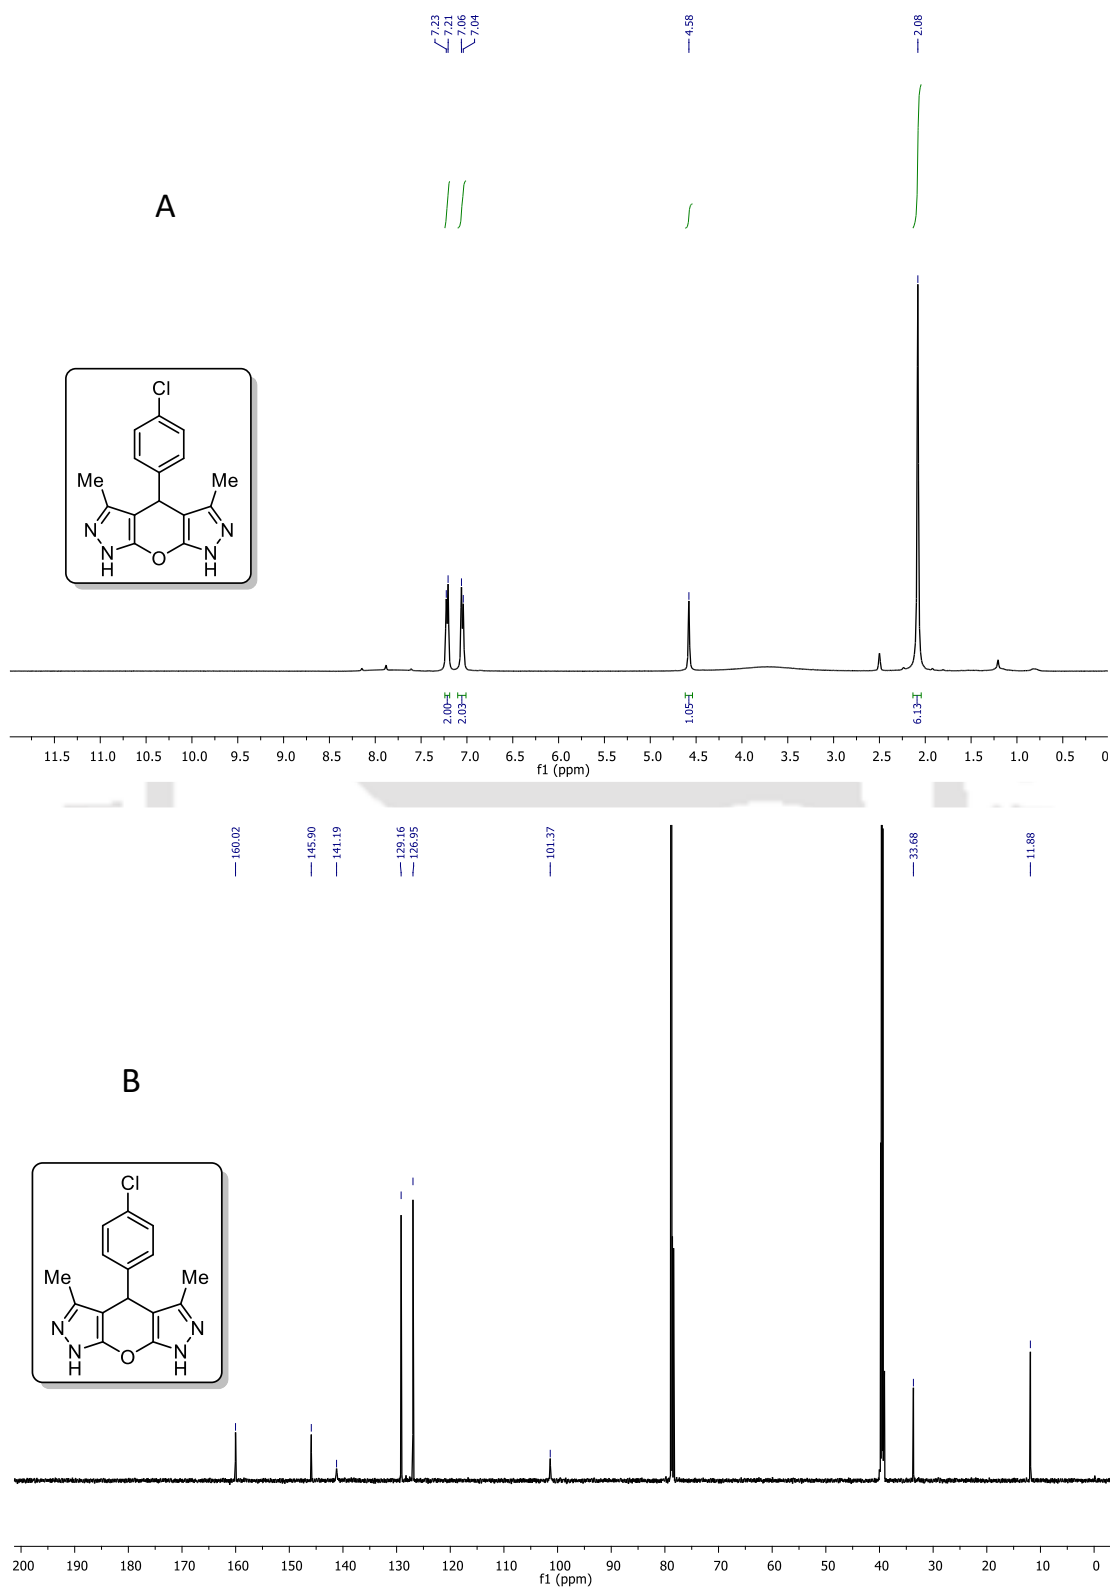 7.23
7.21
7.06
7.04
4.58
2.08
A
Cl
Me Me
N N
N N
H O H
2.00
2.03
1.05
6.13
11.5 11.0 10.5 10.0 9.5 9.0 8.5 8.0 7.5 7.0 6.5 6.0 5.5 5.0 4.5 4.0 3.5 3.0 2.5 2.0 1.5 1.0 0.5 0
f1 (ppm)
160.02
145.90
141.19
129.16
126.95
101.37
33.68
11.88
B
Cl
Me Me
N N
N N
H O H
200 190 180 170 160 150 140 130 120 110 100 90 80 70 60 50 40 30 20 10 0
f1 (ppm)